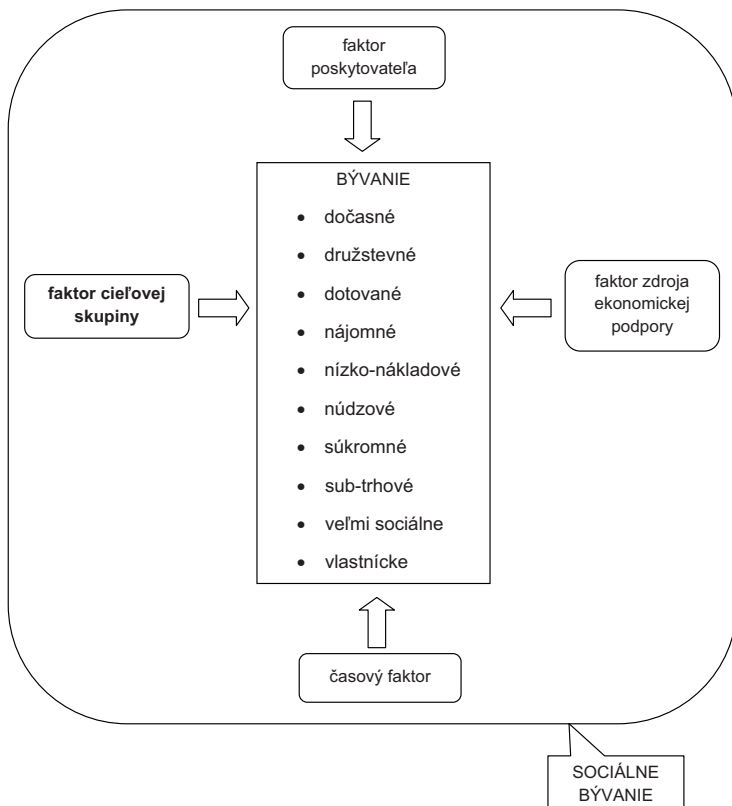 faktor
poskytovateľa
BÝVANIE
• dočasné
• družstevné
• dotované
• nájomné
• nízko-nákladové
• núdzové
• súkromné
• sub-trhové
• veľmi sociálne
• vlastnícke
faktor cieľovej
skupiny
faktor zdroja
ekonomickej
podpory
časový faktor
SOCIÁLNE
BÝVANIE